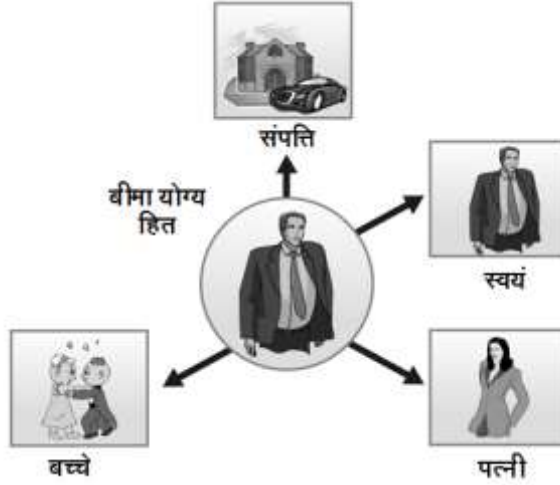 संपत्ति
बीमा योग्य
हित
स्वयं
बच्चे
पत्नी